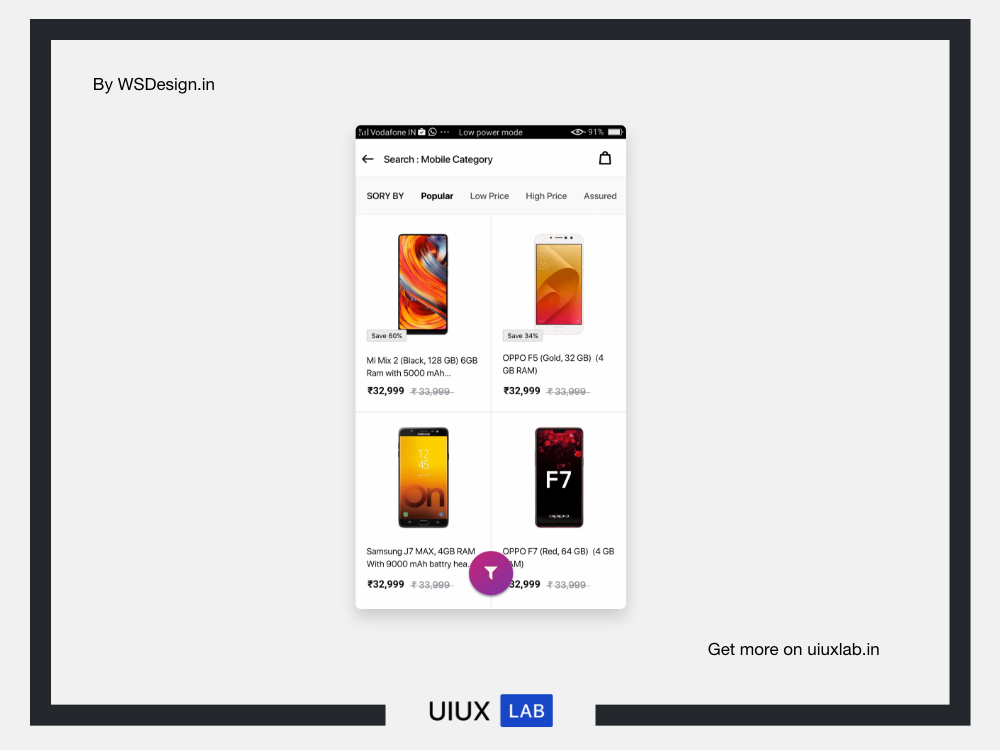 By WSDesign.in
Vodafone IN ··· Low power mode 91%
Search : Mobile Category
SORY BY Popular Low Price High Price Assured
Save 60%
Save 34%
Mi Mix 2 (Black, 128 GB) 6GB
Ram with 5000 mAh...
₹32,999 ₹ 33,999
OPPO F5 (Gold, 32 GB) (4
GB RAM)
₹32,999 ₹ 33,999
SAMSUNG
12
45
On
F7
oppo
Samsung J7 MAX, 4GB RAM
With 9000 mAh battry hea..
₹32,999 ₹ 33,999
OPPO F7 (Red, 64 GB) (4 GB
AM)
32,999 ₹ 33,999
Get more on uiuxlab.in
UIUX LAB